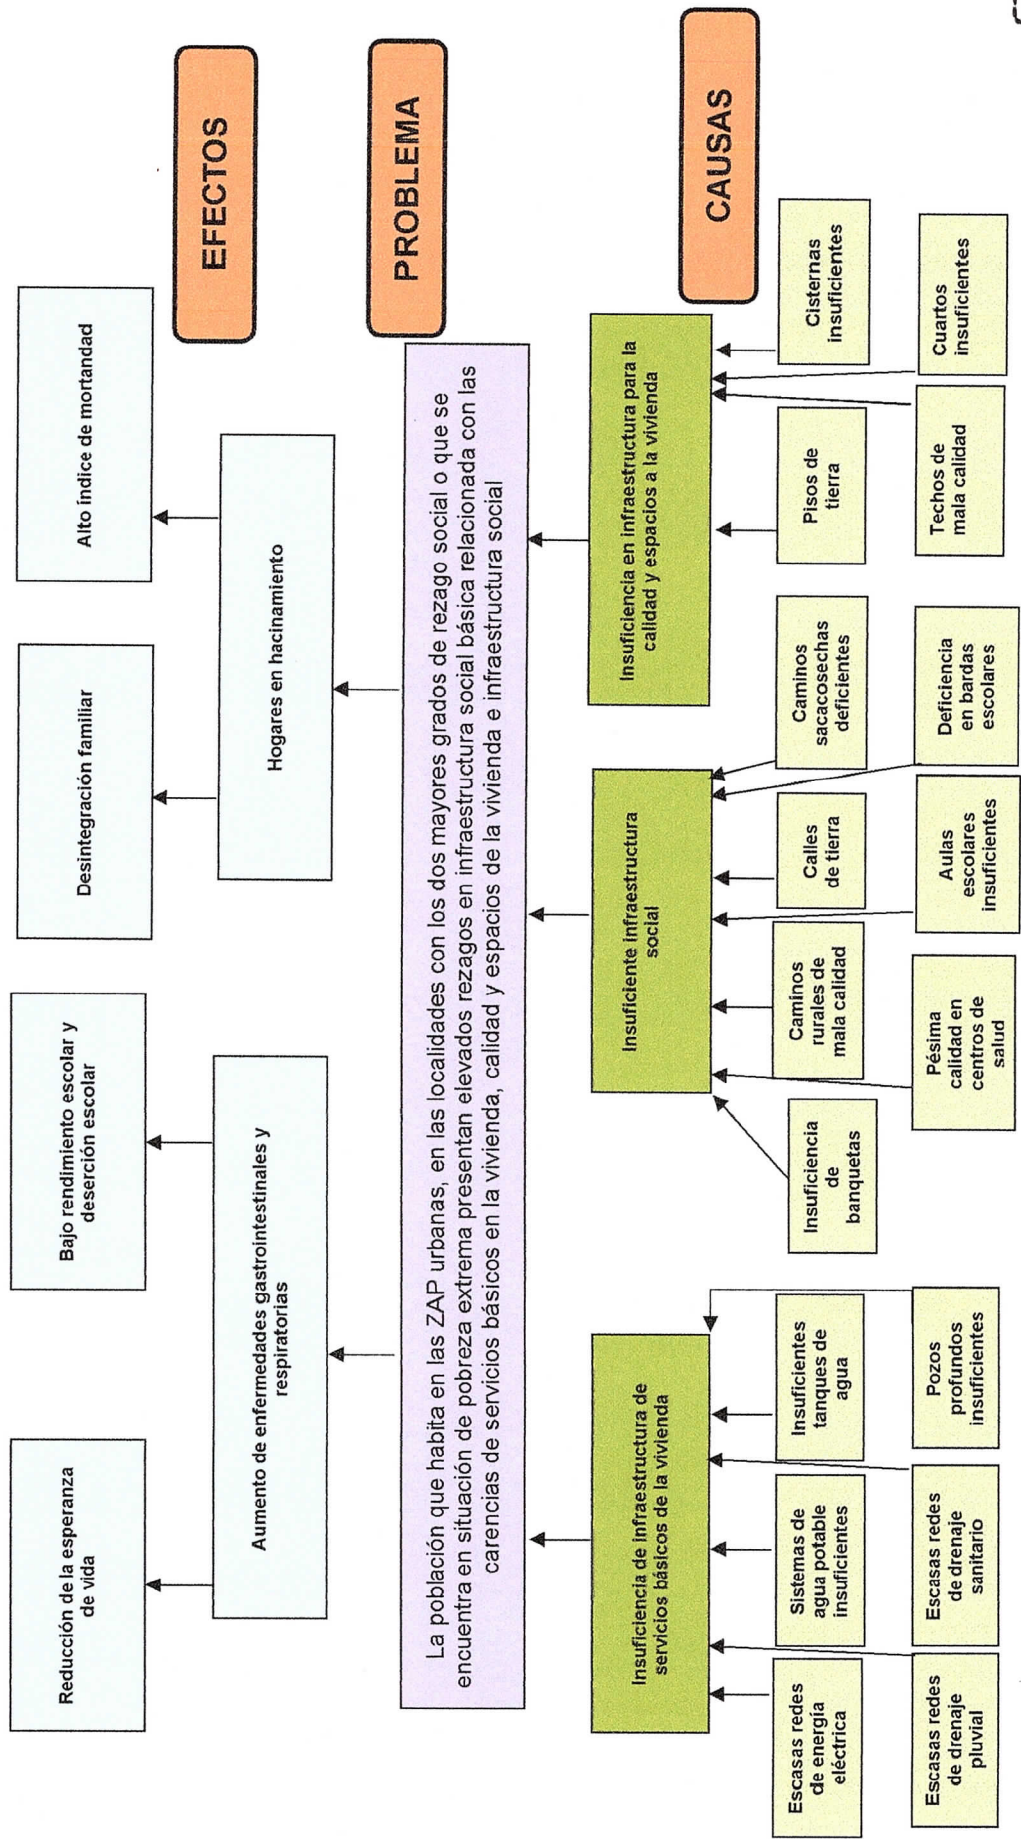 EFECTOS
Reducción de la esperanza
de vida
Bajo rendimiento escolar y
deserción escolar
Desintegración familiar
Alto índice de mortandad
Aumento de enfermedades gastrointestinales y
respiratorias
Hogares en hacinamiento
PROBLEMA
La población que habita en las ZAP urbanas, en las localidades con los dos mayores grados de rezago social o que se
encuentra en situación de pobreza extrema presentan elevados rezagos en infraestructura social básica relacionada con las
carencias de servicios básicos en la vivienda, calidad y espacios de la vivienda e infraestructura social
CAUSAS
Insuficiencia de infraestructura de
servicios básicos de la vivienda
Insuficiente infraestructura
social
Insuficiencia en infraestructura para la
calidad y espacios a la vivienda
Escasas redes
de energía
eléctrica
Sistemas de
agua potable
insuficientes
Insuficientes
tanques de
agua
Insuficiencia
de
banquetas
Caminos
rurales de
mala calidad
Calles
de tierra
Caminos
sacacosechas
deficientes
Pisos de
tierra
Cisternas
insuficientes
Escasas redes
de drenaje
pluvial
Escasas redes
de drenaje
sanitario
Pozos
profundos
insuficientes
Pésima
calidad en
centros de
salud
Aulas
escolares
insuficientes
Deficiencia
en bardas
escolares
Techos de
mala calidad
Cuartos
insuficientes